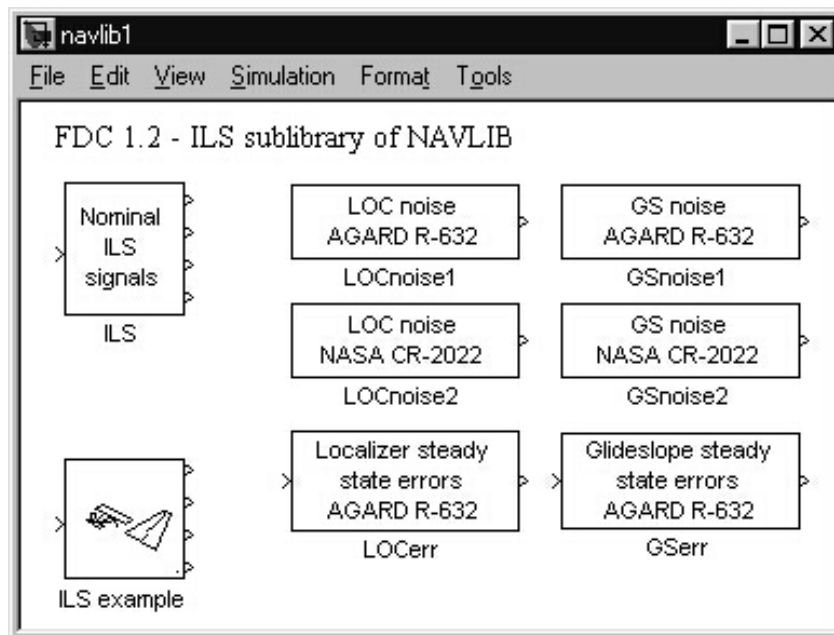 navlib1
File Edit View Simulation Format Tools
FDC 1.2 - ILS sublibrary of NAVLIB
Nominal
ILS
signals
ILS
LOC noise
AGARD R-632
LOCnoise1
GS noise
AGARD R-632
GSnoise1
LOC noise
NASA CR-2022
LOCnoise2
GS noise
NASA CR-2022
GSnoise2
ILS example
Localizer steady
state errors
AGARD R-632
LOCerr
Glideslope steady
state errors
AGARD R-632
GSerr